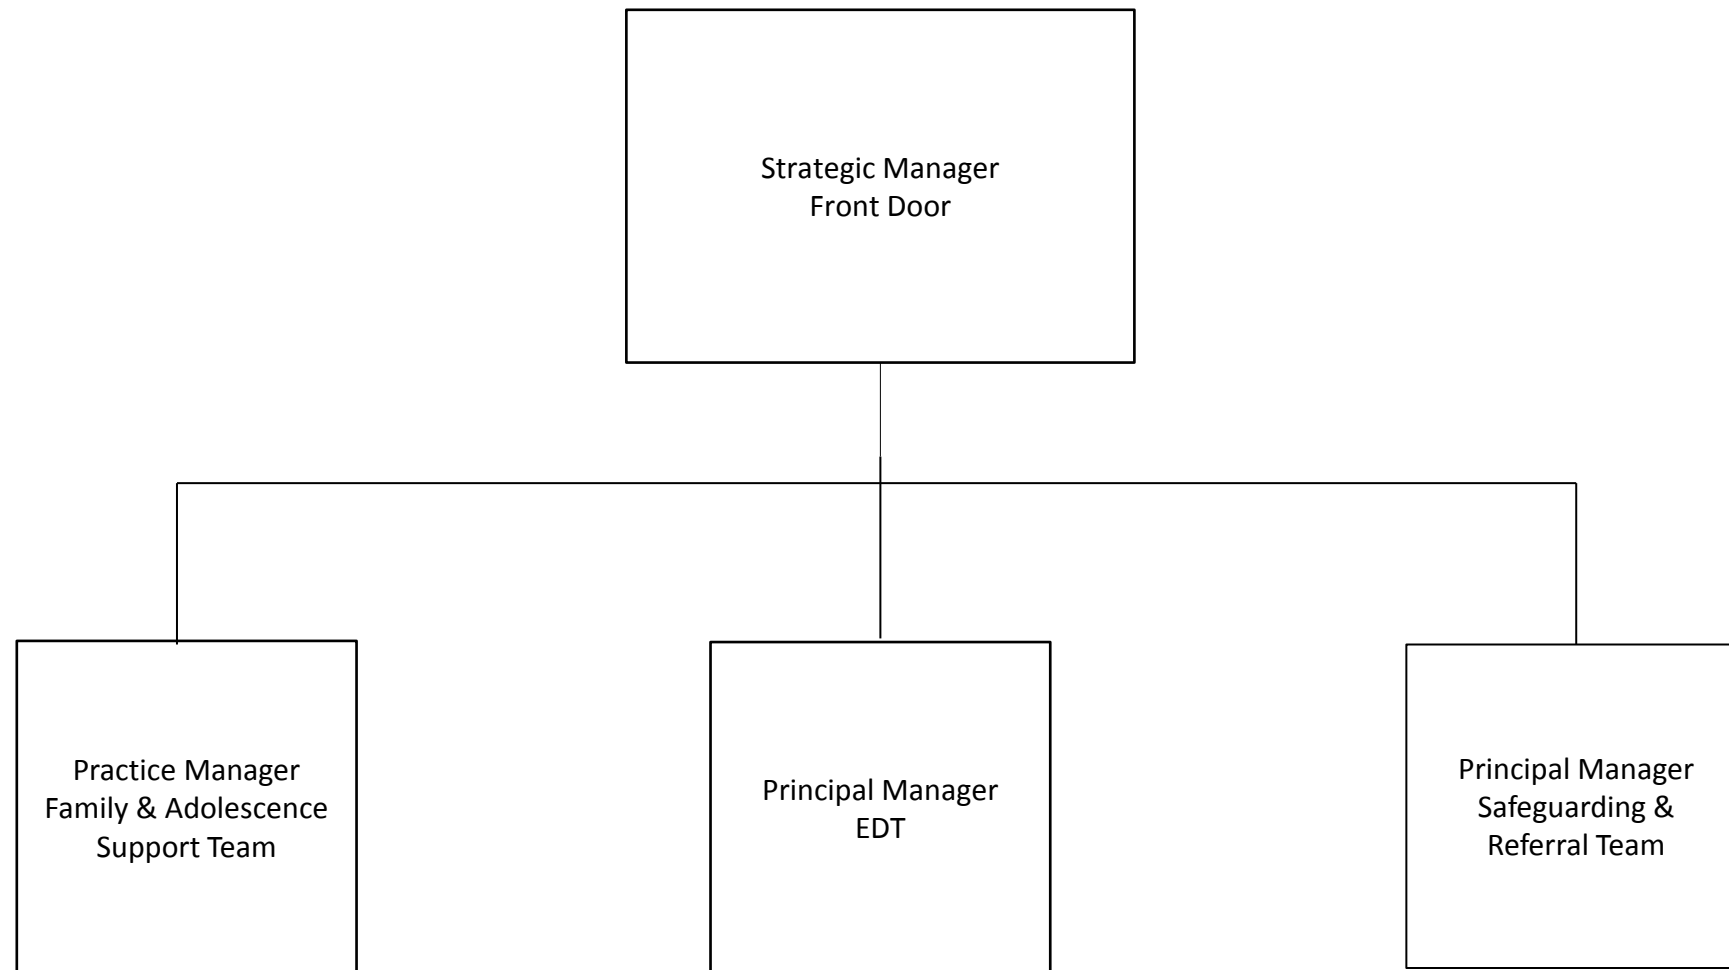 Strategic Manager
Front Door
Practice Manager
Family & Adolescence
Support Team
Principal Manager
EDT
Principal Manager
Safeguarding &
Referral Team